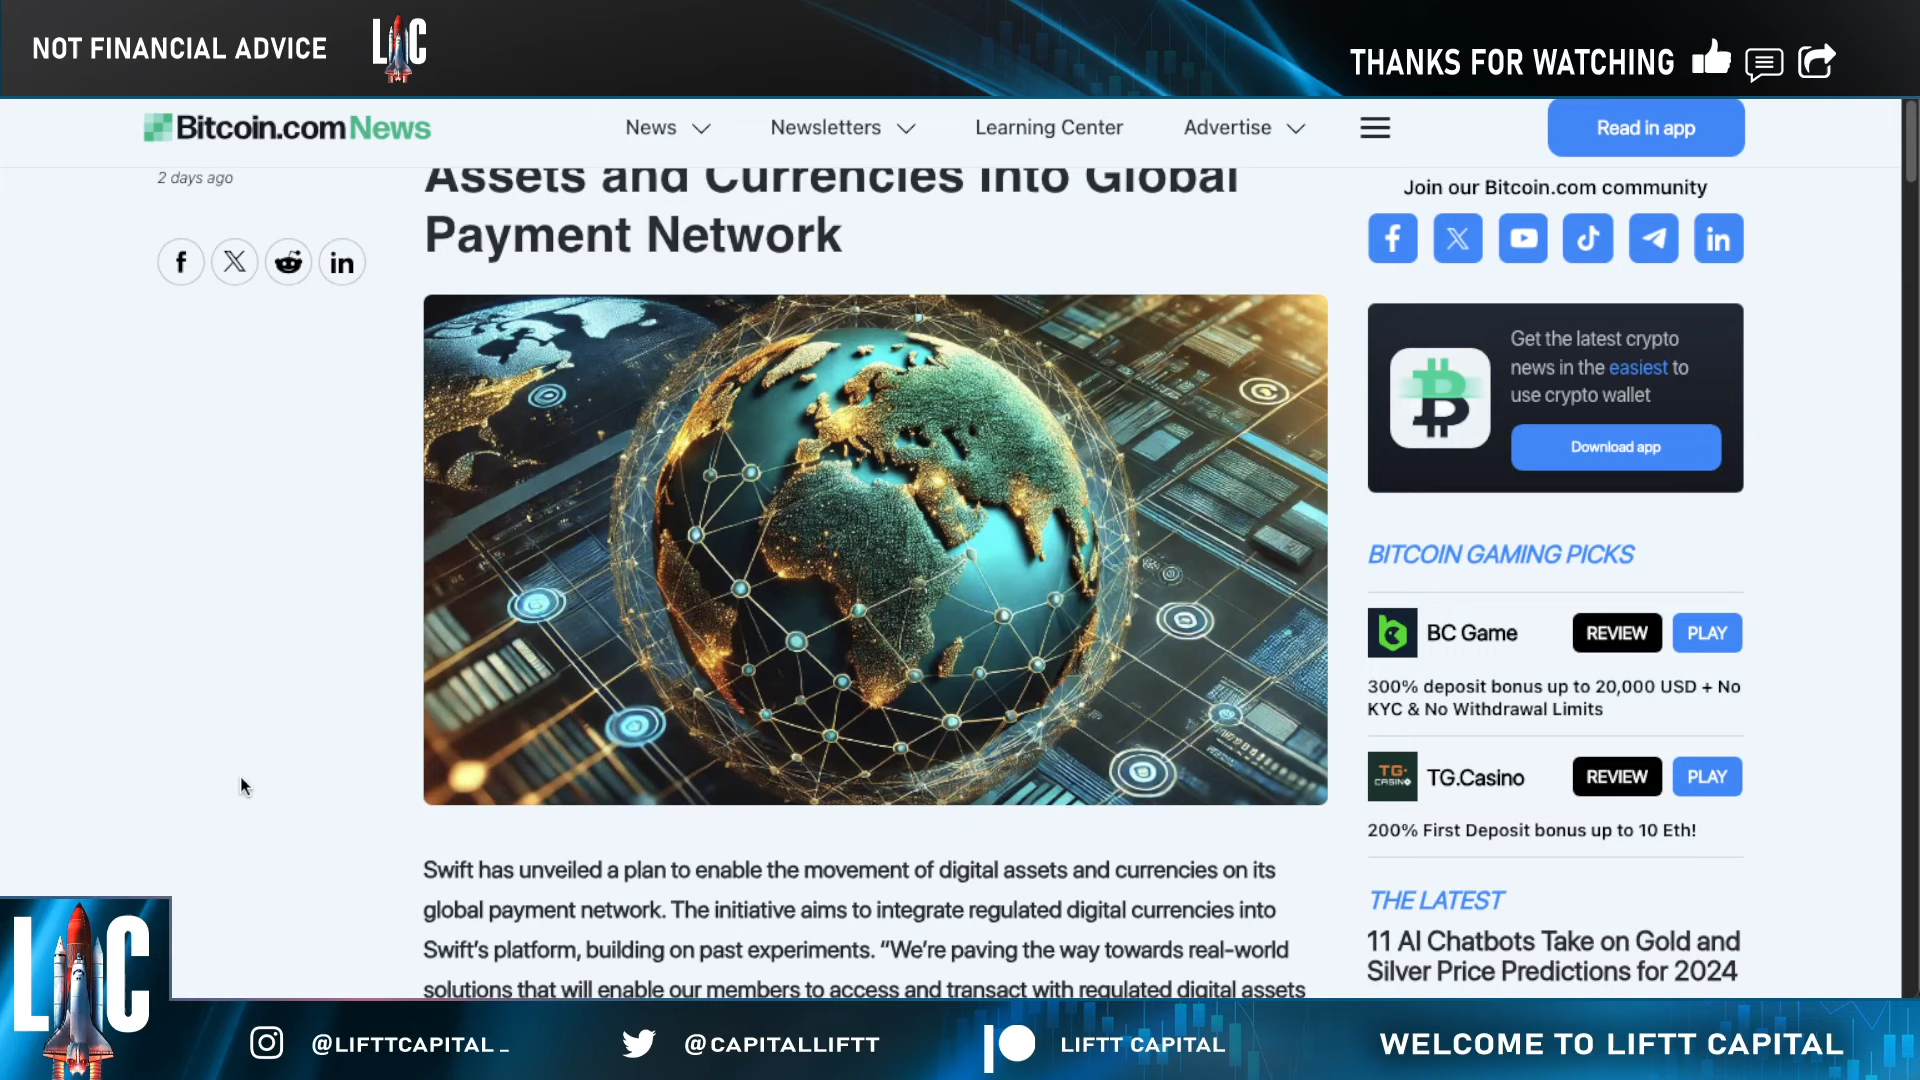 NOT FINANCIAL ADVICE
LC
THANKS FOR WATCHING
Bitcoin.com News
News
Newsletters
Learning Center
Advertise
Read in app
2 days ago
Assets and Currencies Into Global
Payment Network
Join our Bitcoin.com community
Get the latest crypto
news in the easiest to
use crypto wallet
Download app
BITCOIN GAMING PICKS
BC Game
REVIEW
PLAY
300% deposit bonus up to 20,000 USD + No
KYC & No Withdrawal Limits
TG.
CASINO
TG.Casino
REVIEW
PLAY
200% First Deposit bonus up to 10 Eth!
THE LATEST
11 AI Chatbots Take on Gold and
Silver Price Predictions for 2024
Swift has unveiled a plan to enable the movement of digital assets and currencies on its
global payment network. The initiative aims to integrate regulated digital currencies into
Swift's platform, building on past experiments. “We're paving the way towards real-world
solutions that will enable our members to access and transact with regulated digital assets
LC
@LIFTTCAPITAL_
@CAPITALLIFTT
LIFTT CAPITAL
WELCOME TO LIFTT CAPITAL